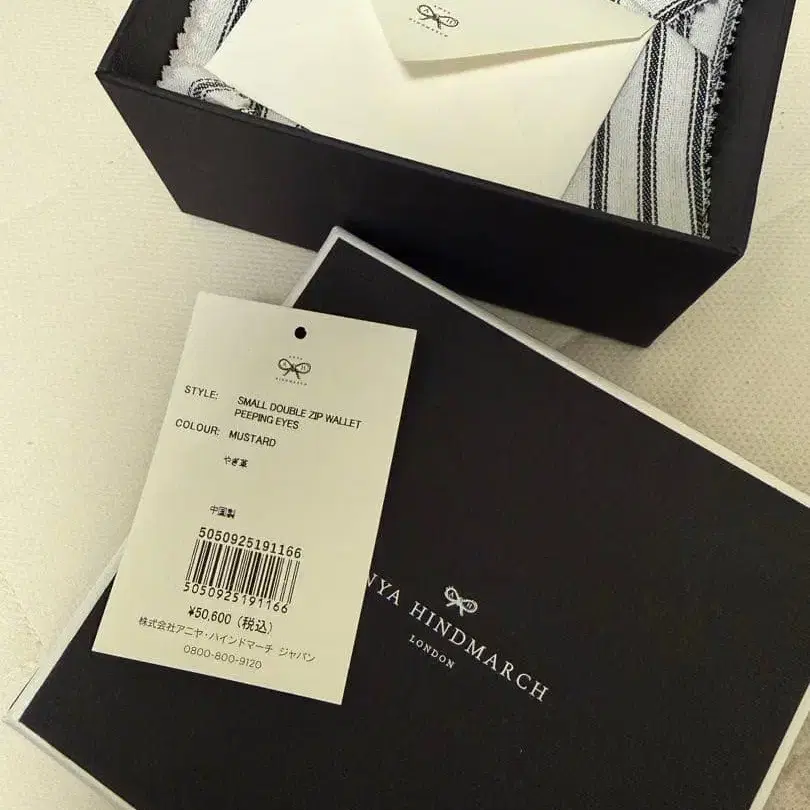 ANYA
HINDMARCH
ANYA
HINDMARCH
STYLE: SMALL DOUBLE ZIP WALLET
PEEPING EYES
COLOUR: MUSTARD
やぎ革
中国製
5050925191166
5050925191166
¥50,600 (税込)
株式会社アニヤ・ハインドマーチ ジャパン
0800-800-9120
NYA HINDMARCH
LONDON